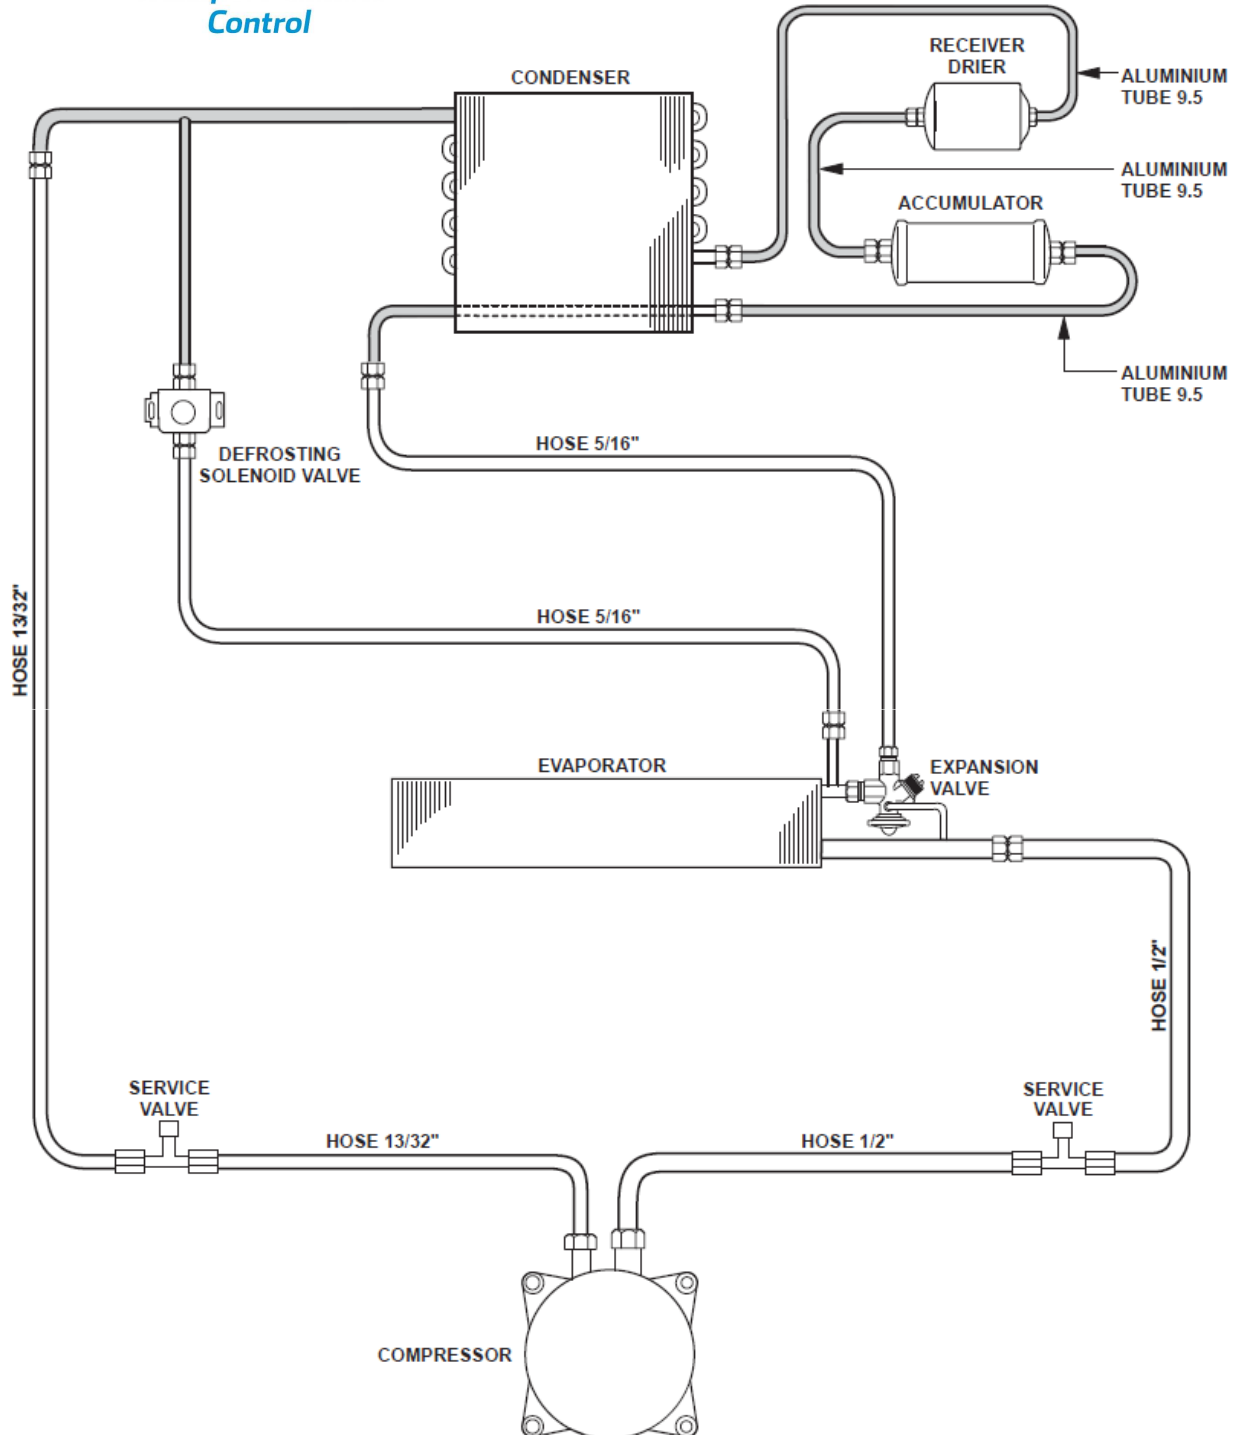 Control
CONDENSER
RECEIVER
DRIER
ALUMINIUM
TUBE 9.5
ALUMINIUM
TUBE 9.5
ACCUMULATOR
ALUMINIUM
TUBE 9.5
HOSE 5/16"
DEFROSTING
SOLENOID VALVE
HOSE 13/32"
HOSE 5/16"
EVAPORATOR
EXPANSION
VALVE
HOSE 1/2"
SERVICE
VALVE
SERVICE
VALVE
HOSE 13/32"
HOSE 1/2"
COMPRESSOR